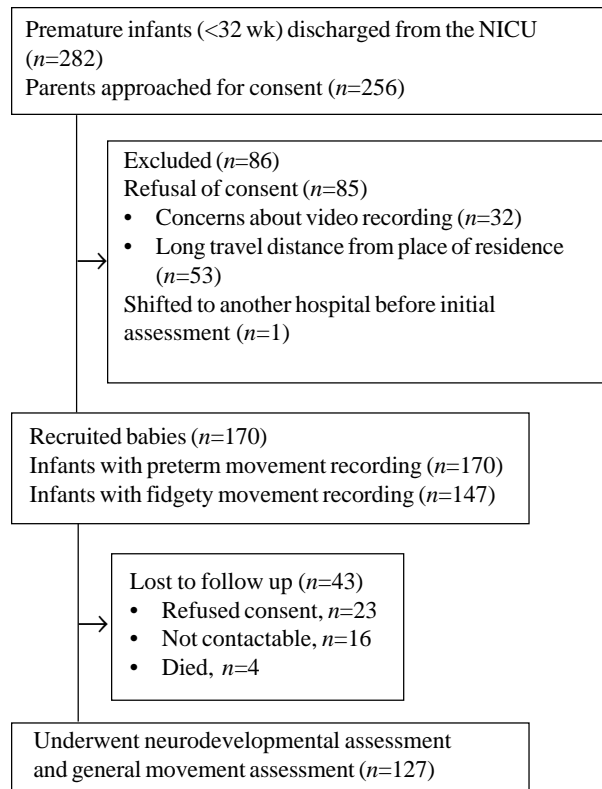 Premature infants (<32 wk) discharged from the NICU
(n=282)
Parents approached for consent (n=256)
Excluded (n=86)
Refusal of consent (n=85)
• Concerns about video recording (n=32)
• Long travel distance from place of residence
(n=53)
Shifted to another hospital before initial
assessment (n=1)
Recruited babies (n=170)
Infants with preterm movement recording (n=170)
Infants with fidgety movement recording (n=147)
Lost to follow up (n=43)
• Refused consent, n=23
• Not contactable, n=16
• Died, n=4
Underwent neurodevelopmental assessment
and general movement assessment (n=127)